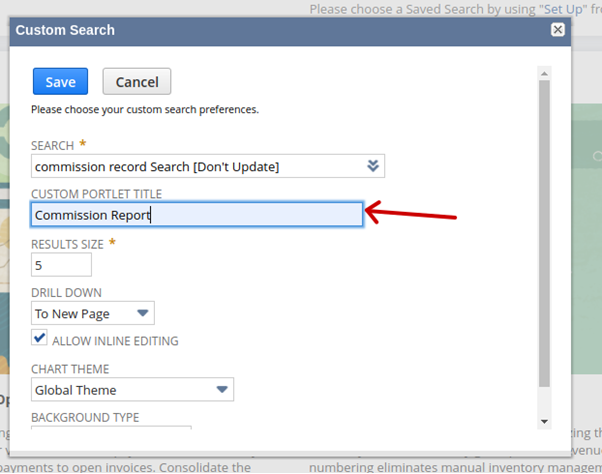 Please choose a Saved Search by using "Set Up" fr
Custom Search
Save Cancel
Please choose your custom search preferences.
SEARCH *
commission record Search [Don't Update]
CUSTOM PORTLET TITLE
Commission Report
RESULTS SIZE *
5
DRILL DOWN
To New Page
ALLOW INLINE EDITING
CHART THEME
Global Theme
BACKGROUND TYPE
payments to open invoices. Consolidate the
numbering eliminates manual inventory managem